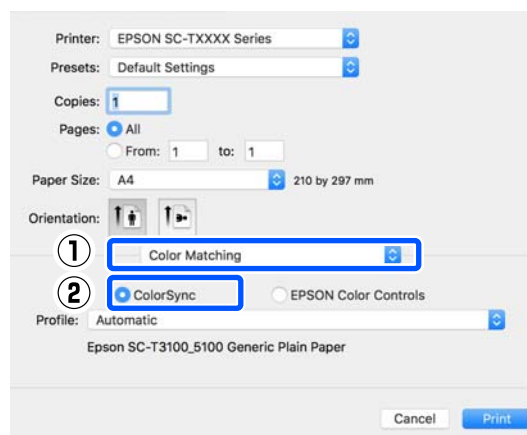 Printer: EPSON SC-TXXXX Series
Presets: Default Settings
Copies: 1
Pages: All
From: 1 to: 1
Paper Size: A4 210 by 297 mm
Orientation:
① Color Matching
② ColorSync EPSON Color Controls
Profile: Automatic
Epson SC-T3100_5100 Generic Plain Paper
Cancel Print